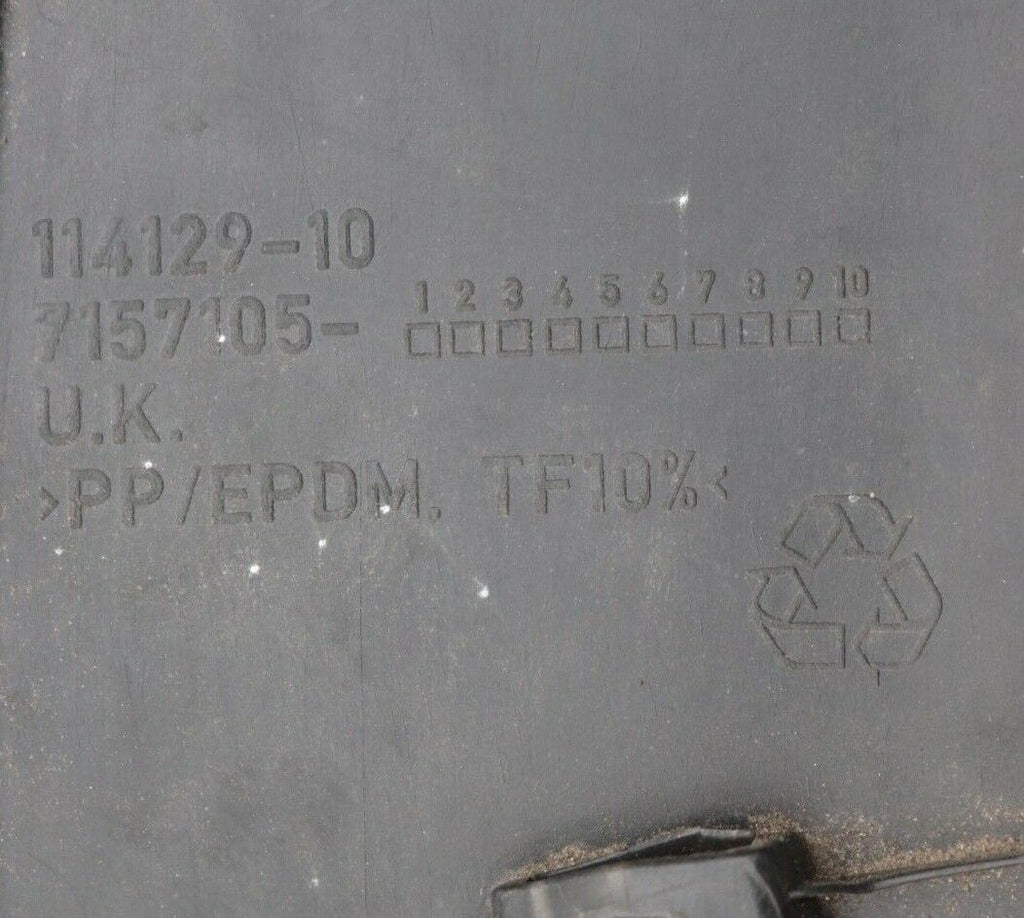 114129-10
7157105-
1 2 3 4 5 6 7 8 9 10
U.K.
>PP/EPDM. TF10%<